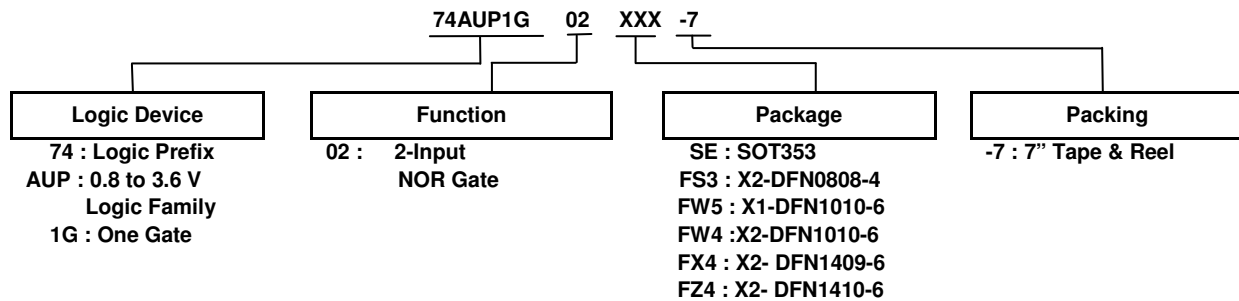 74AUP1G 02 XXX -7
Logic Device
74 : Logic Prefix
AUP : 0.8 to 3.6 V
Logic Family
1G : One Gate
Function
02 : 2-Input
NOR Gate
Package
SE : SOT353
FS3 : X2-DFN0808-4
FW5 : X1-DFN1010-6
FW4 :X2-DFN1010-6
FX4 : X2- DFN1409-6
FZ4 : X2- DFN1410-6
Packing
-7 : 7” Tape & Reel